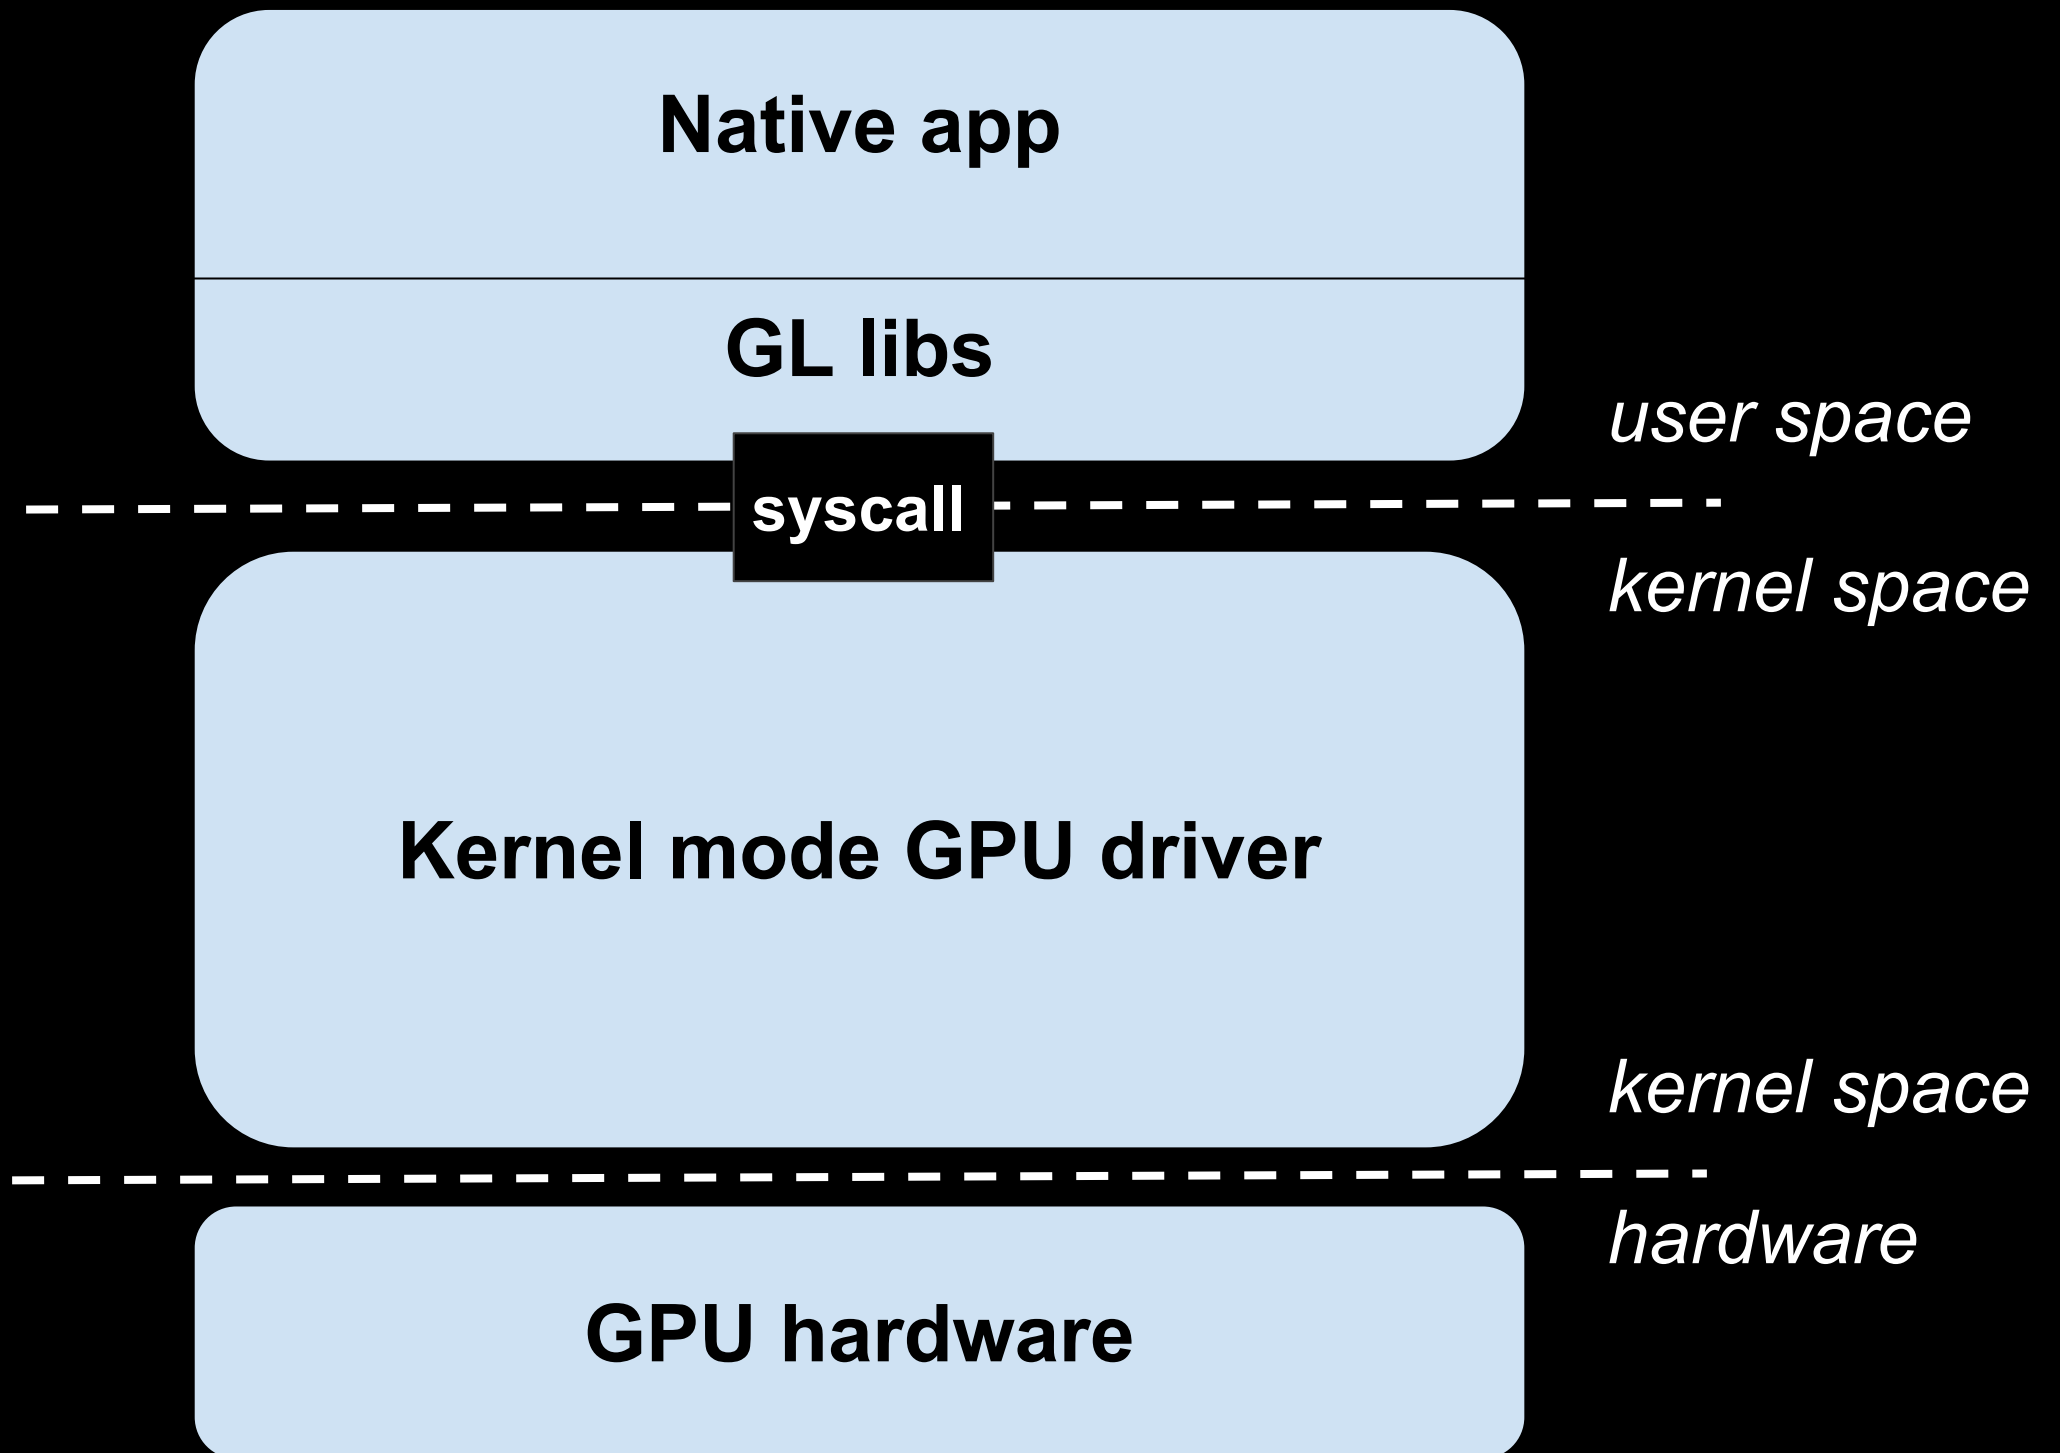 Native app
GL libs
user space
syscall
kernel space
Kernel mode GPU driver
kernel space
hardware
GPU hardware